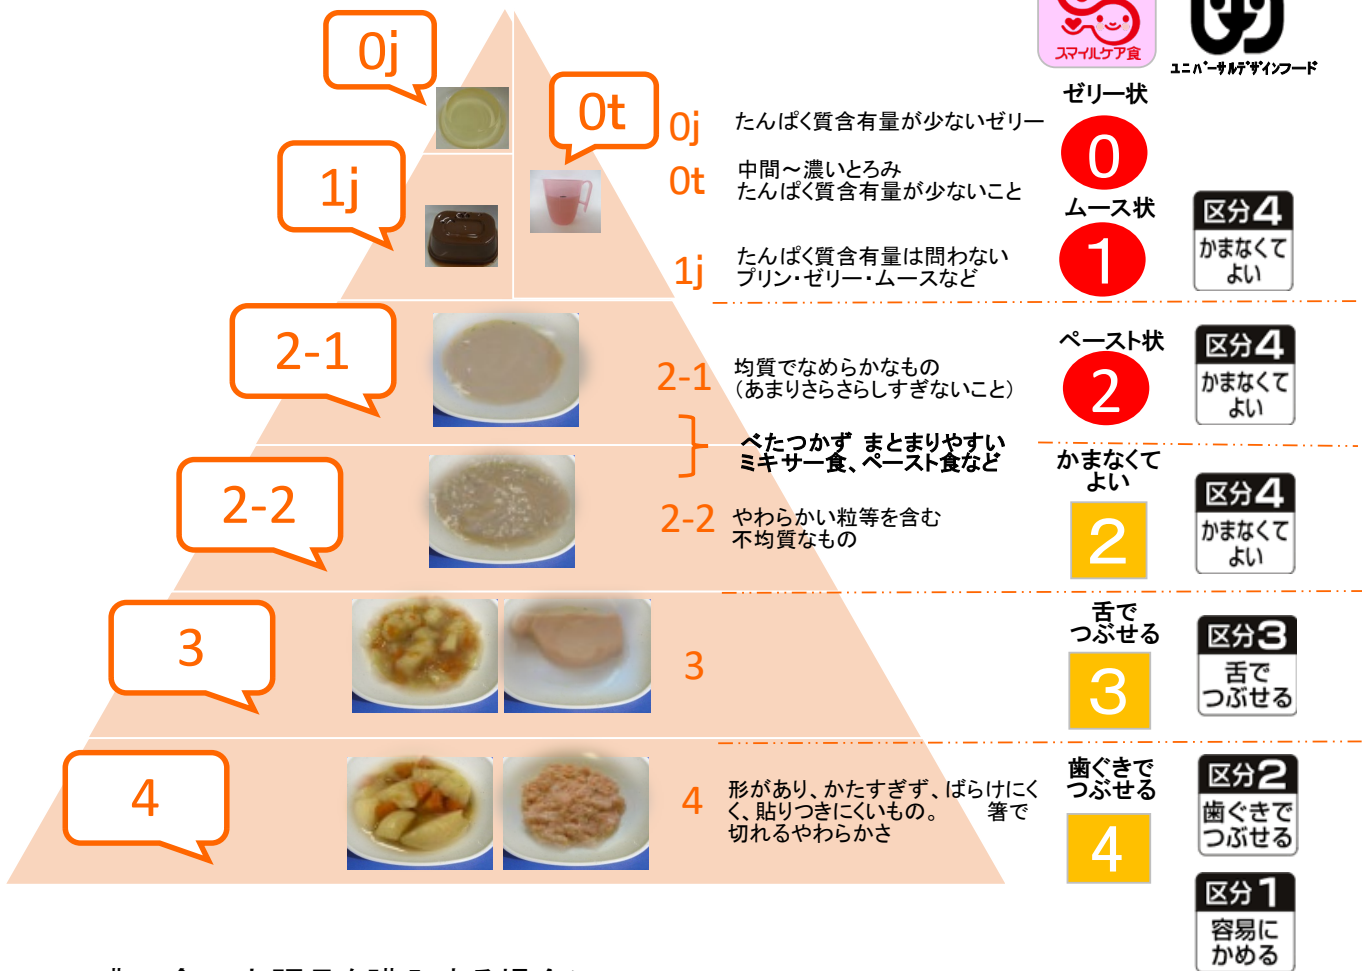 スマイルケア食
ユニバーサルデザインフード
0j
0t
1j
2-1
2-2
3
4
0j
たんぱく質含有量が少ないゼリー
0t
中間～濃いとろみ
たんぱく質含有量が少ないこと
1j
たんぱく質含有量は問わない
プリン・ゼリー・ムースなど
2-1
均質でなめらかなもの
（あまりさらさらしすぎないこと）
べたつかず まとまりやすい
ミキサー食、ペースト食など
2-2
やわらかい粒等を含む
不均質なもの
3
4
形があり、かたすぎず、ばらけにく
く、貼りつきにくいもの。 箸で
切れるやわらかさ
ゼリー状
0
ムース状
1
ペースト状
2
かまなくて
よい
2
舌で
つぶせる
3
歯ぐきで
つぶせる
4
区分4
かまなくて
よい
区分4
かまなくて
よい
区分4
かまなくて
よい
区分3
舌で
つぶせる
区分2
歯ぐきで
つぶせる
区分1
容易に
かめる